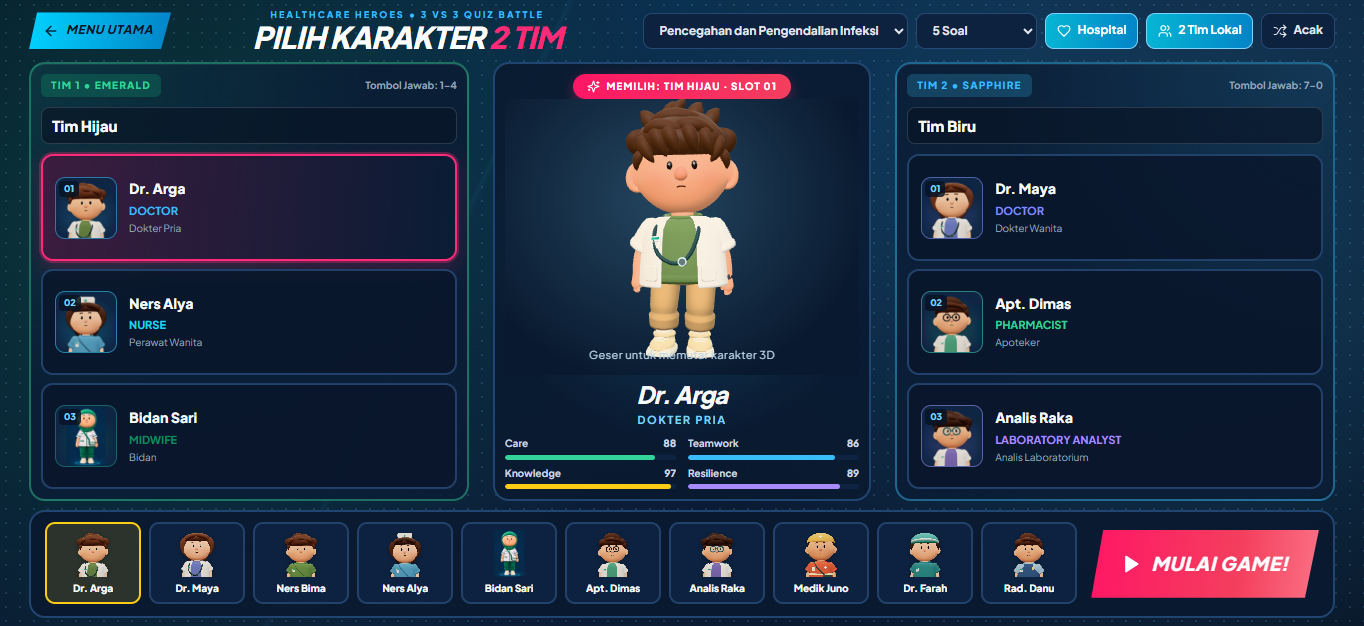 MENU UTAMA
HEALTHCARE HEROES • 3 VS 3 QUIZ BATTLE
PILIH KARAKTER 2 TIM
Pencegahan dan Pengendalian Infeksi
5 Soal
Hospital
2 Tim Lokal
Acak
TIM 1 • EMERALD
Tombol Jawab: 1–4
Tim Hijau
01
Dr. Arga
DOCTOR
Dokter Pria
02
Ners Alya
NURSE
Perawat Wanita
03
Bidan Sari
MIDWIFE
Bidan
MEMILIH: TIM HIJAU · SLOT 01
Geser untuk memutar karakter 3D
Dr. Arga
DOKTER PRIA
Care 88
Teamwork 86
Knowledge 97
Resilience 89
TIM 2 • SAPPHIRE
Tombol Jawab: 7–0
Tim Biru
01
Dr. Maya
DOCTOR
Dokter Wanita
02
Apt. Dimas
PHARMACIST
Apoteker
03
Analis Raka
LABORATORY ANALYST
Analis Laboratorium
Dr. Arga
Dr. Maya
Ners Bima
Ners Alya
Bidan Sari
Apt. Dimas
Analis Raka
Medik Juno
Dr. Farah
Rad. Danu
MULAI GAME!